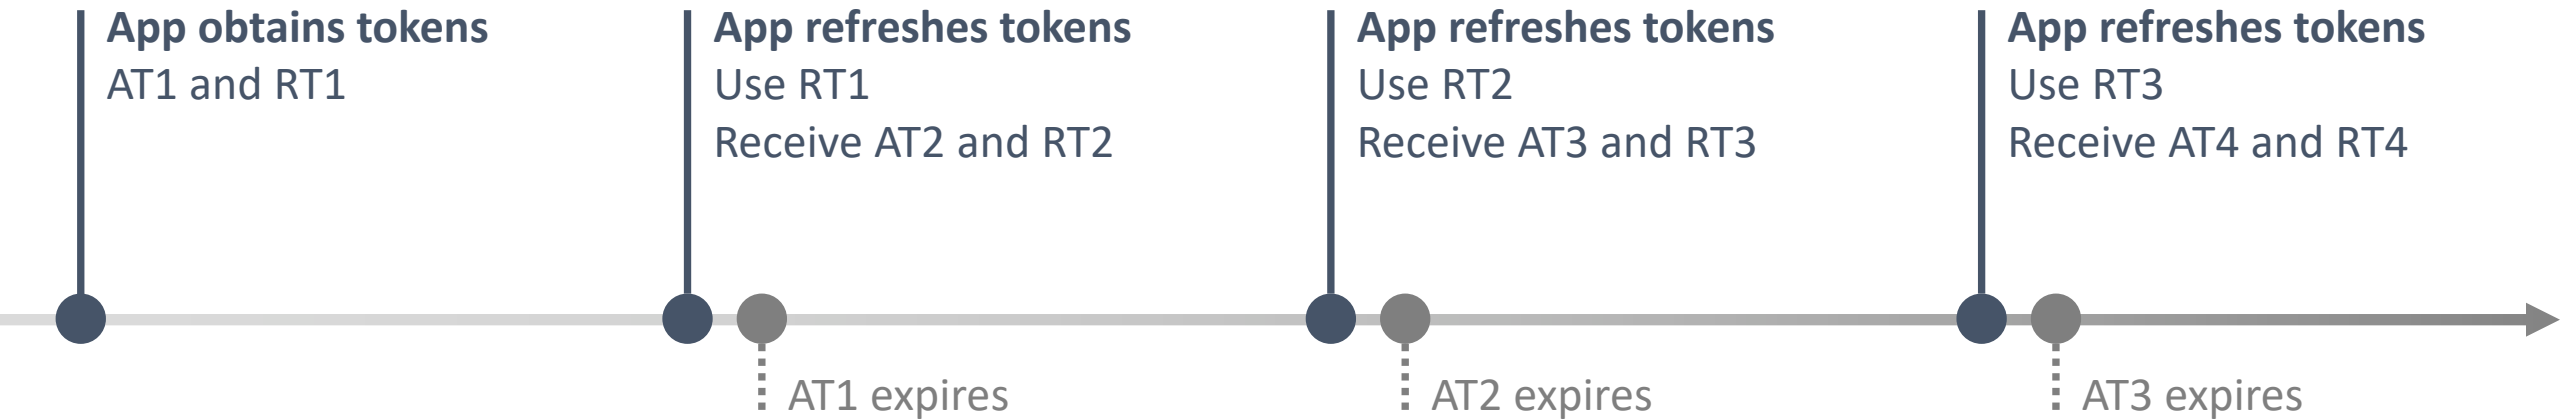 App obtains tokens
AT1 and RT1
App refreshes tokens
Use RT1
Receive AT2 and RT2
App refreshes tokens
Use RT2
Receive AT3 and RT3
App refreshes tokens
Use RT3
Receive AT4 and RT4
AT1 expires
AT2 expires
AT3 expires